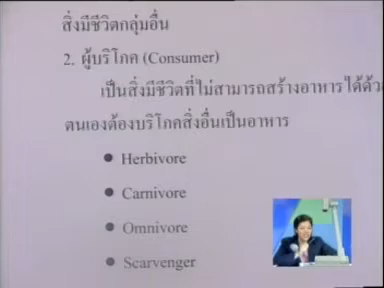 สิ่งมีชีวิตกลุ่มอื่น
2. ผู้บริโภค (Consumer)
เป็นสิ่งมีชีวิตที่ไม่สามารถสร้างอาหารได้ด้ว
ตนเองต้องบริโภคสิ่งอื่นเป็นอาหาร
● Herbivore
● Carnivore
● Omnivore
● Scarvenger